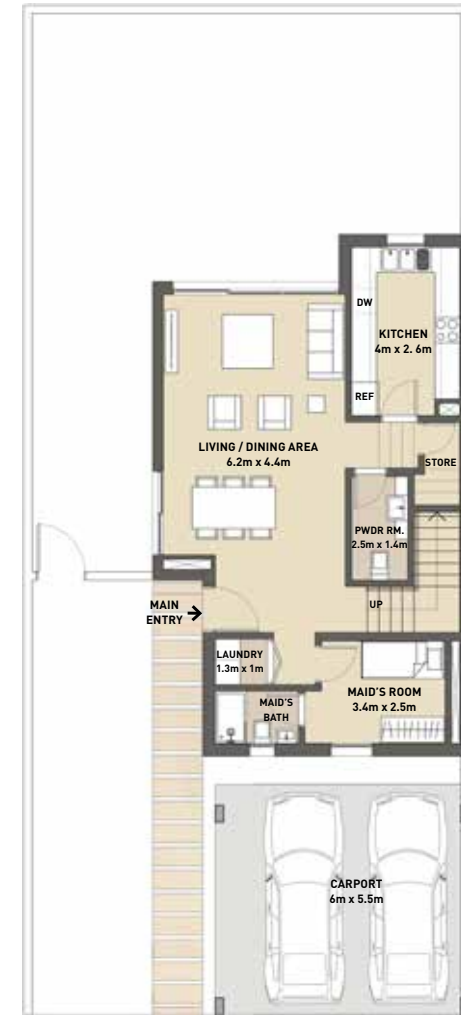 DW
KITCHEN
4m x 2. 6m
REF
LIVING / DINING AREA
6.2m x 4.4m
STORE
PWDR RM.
2.5m x 1.4m
MAIN
ENTRY
UP
LAUNDRY
1.3m x 1m
MAID'S ROOM
3.4m x 2.5m
MAID'S
BATH
CARPORT
6m x 5.5m